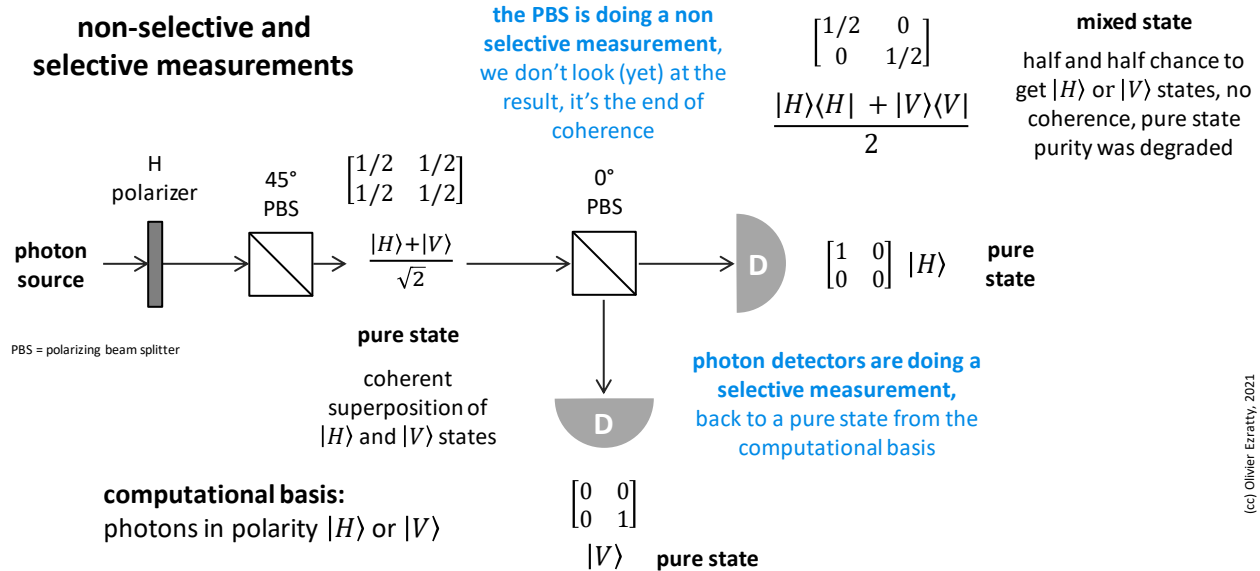 non-selective and
selective measurements
the PBS is doing a non
selective measurement,
we don't look (yet) at the
result, it's the end of
coherence
[1/2 0
0 1/2]
|H⟩⟨H| + |V⟩⟨V|
2
mixed state
half and half chance to
get |H⟩ or |V⟩ states, no
coherence, pure state
purity was degraded
H
polarizer
45°
PBS
[1/2 1/2
1/2 1/2]
0°
PBS
photon
source
|H⟩+|V⟩
√2
D
[1 0
0 0] |H⟩
pure
state
PBS = polarizing beam splitter
pure state
coherent
superposition of
|H⟩ and |V⟩ states
D
photon detectors are doing a
selective measurement,
back to a pure state from the
computational basis
computational basis:
photons in polarity |H⟩ or |V⟩
[0 0
0 1]
|V⟩ pure state
(cc) Olivier Ezratty, 2021